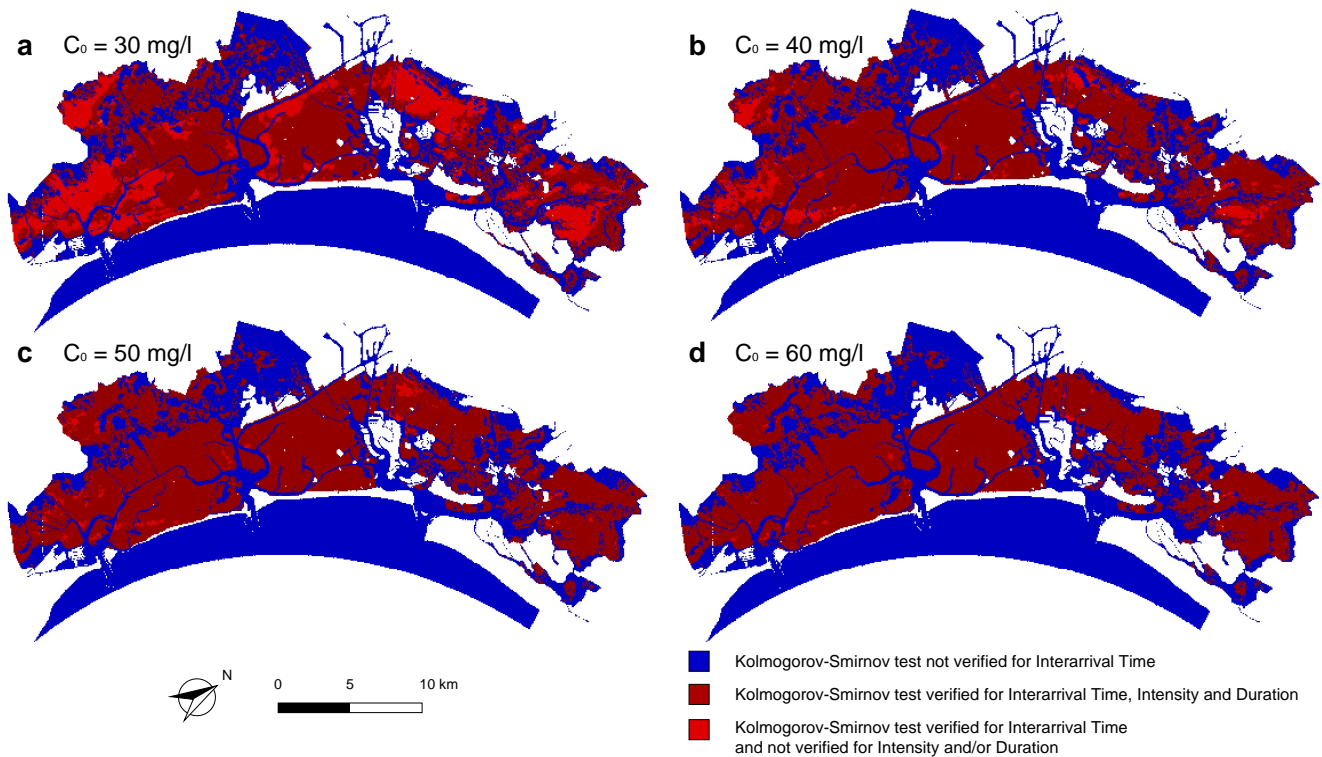 a C₀ = 30 mg/l
b C₀ = 40 mg/l
c C₀ = 50 mg/l
d C₀ = 60 mg/l
Kolmogorov-Smirnov test not verified for Interarrival Time
N
0 5 10 km
Kolmogorov-Smirnov test verified for Interarrival Time, Intensity and Duration
Kolmogorov-Smirnov test verified for Interarrival Time
and not verified for Intensity and/or Duration